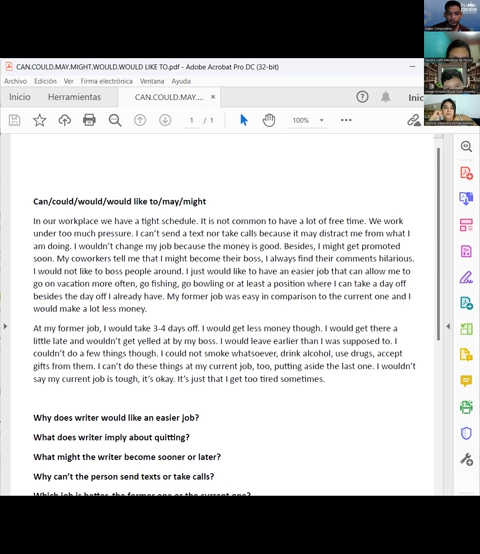 CAN.COULD.MAY.MIGHT.WOULD.WOULD LIKE TO.pdf - Adobe Acrobat Pro DC (32-bit)
Archivo Edición Ver Firma electrónica Ventana Ayuda
Inicio Herramientas CAN.COULD.MAY.... × Inic
1 / 1 100%
Can/could/would/would like to/may/might
In our workplace we have a tight schedule. It is not common to have a lot of free time. We work
under too much pressure. I can't send a text nor take calls because it may distract me from what I
am doing. I wouldn't change my job because the money is good. Besides, I might get promoted
soon. My coworkers tell me that I might become their boss, I always find their comments hilarious.
I would not like to boss people around. I just would like to have an easier job that can allow me to
go on vacation more often, go fishing, go bowling or at least a position where I can take a day off
besides the day off I already have. My former job was easy in comparison to the current one and I
would make a lot less money.
At my former job, I would take 3-4 days off. I would get less money though. I would get there a
little late and wouldn't get yelled at by my boss. I would leave earlier than I was supposed to. I
couldn't do a few things though. I could not smoke whatsoever, drink alcohol, use drugs, accept
gifts from them. I can't do these things at my current job, too, putting aside the last one. I wouldn't
say my current job is tough, it's okay. It's just that I get too tired sometimes.
Why does writer would like an easier job?
What does writer imply about quitting?
What might the writer become sooner or later?
Why can't the person send texts or take calls?
Which job is better, the former one or the current one?